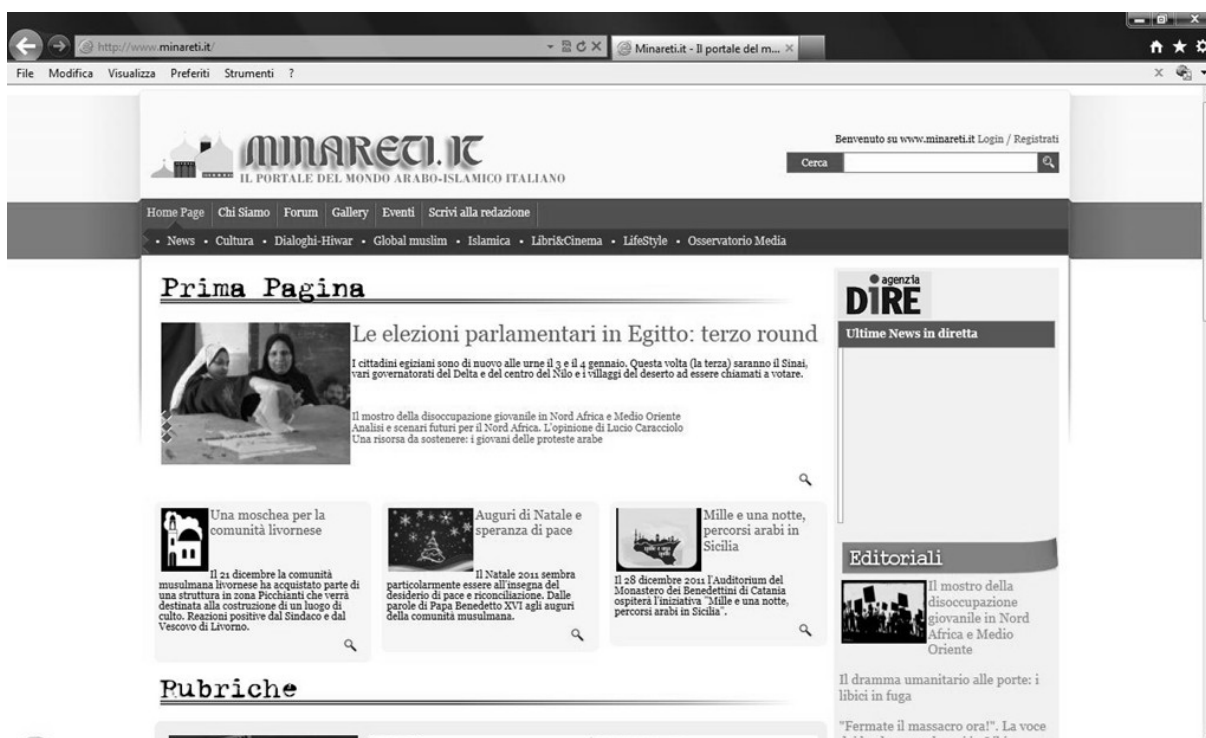 http://www.minareti.it/
Minareti.it - Il portale del m...
File Modifica Visualizza Preferiti Strumenti ?
MINARETI.IT
IL PORTALE DEL MONDO ARABO-ISLAMICO ITALIANO
Benvenuto su www.minareti.it Login / Registrati
Cerca
Home Page Chi Siamo Forum Gallery Eventi Scrivi alla redazione
• News • Cultura • Dialoghi-Hiwar • Global muslim • Islamica • Libri&Cinema • LifeStyle • Osservatorio Media
Prima Pagina
Le elezioni parlamentari in Egitto: terzo round
I cittadini egiziani sono di nuovo alle urne il 3 e il 4 gennaio. Questa volta (la terza) saranno il Sinai,
vari governatorati del Delta e del centro del Nilo e i villaggi del deserto ad essere chiamati a votare.
Il mostro della disoccupazione giovanile in Nord Africa e Medio Oriente
Analisi e scenari futuri per il Nord Africa. L'opinione di Lucio Caracciolo
Una risorsa da sostenere: i giovani delle proteste arabe
Una moschea per la
comunità livornese
Il 21 dicembre la comunità
musulmana livornese ha acquistato parte di
una struttura in zona Picchianti che verrà
destinata alla costruzione di un luogo di
culto. Reazioni positive dal Sindaco e dal
Vescovo di Livorno.
Auguri di Natale e
speranza di pace
Il Natale 2011 sembra
particolarmente essere all'insegna del
desiderio di pace e riconciliazione. Dalle
parole di Papa Benedetto XVI agli auguri
della comunità musulmana.
Mille e una notte,
percorsi arabi in
Sicilia
Il 28 dicembre 2011 l'Auditorium del
Monastero dei Benedettini di Catania
ospiterà l'iniziativa "Mille e una notte,
percorsi arabi in Sicilia".
Rubriche
agenzia
DIRE
Ultime News in diretta
Editoriali
Il mostro della
disoccupazione
giovanile in Nord
Africa e Medio
Oriente
Il dramma umanitario alle porte: i
libici in fuga
"Fermate il massacro ora!". La voce